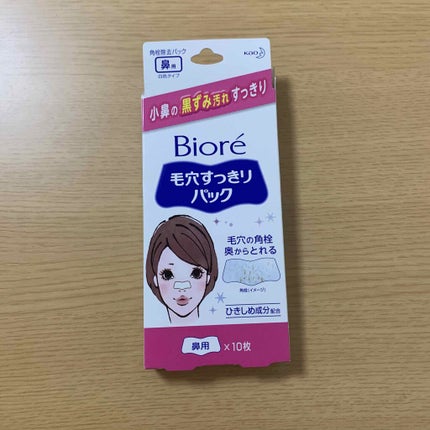 角栓除去パック
鼻用
白色タイプ
Kao
小鼻の黒ずみ汚れすっきり
Bioré
毛穴すっきり
パック
毛穴の角栓
奥からとれる
角栓(イメージ)
ひきしめ成分配合
鼻用 ×10枚